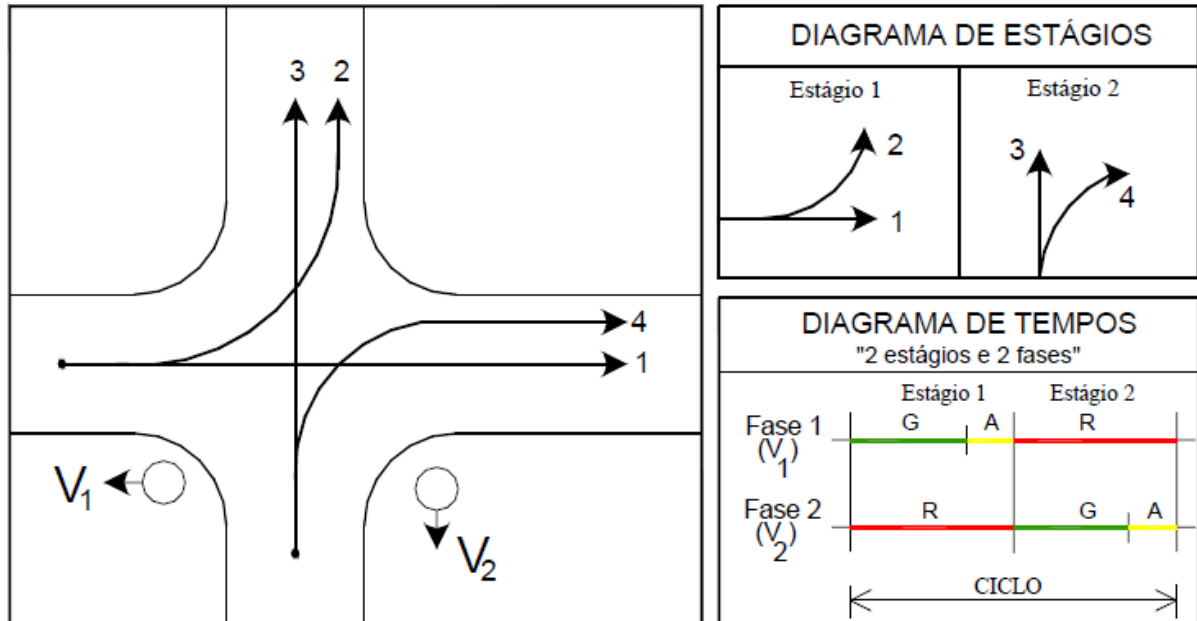 3 2
4
1
V1
V2
DIAGRAMA DE ESTÁGIOS
Estágio 1
Estágio 2
2
1
3
4
DIAGRAMA DE TEMPOS
"2 estágios e 2 fases"
Estágio 1 Estágio 2
Fase 1 (V1)
G A R
Fase 2 (V2)
R G A
CICLO